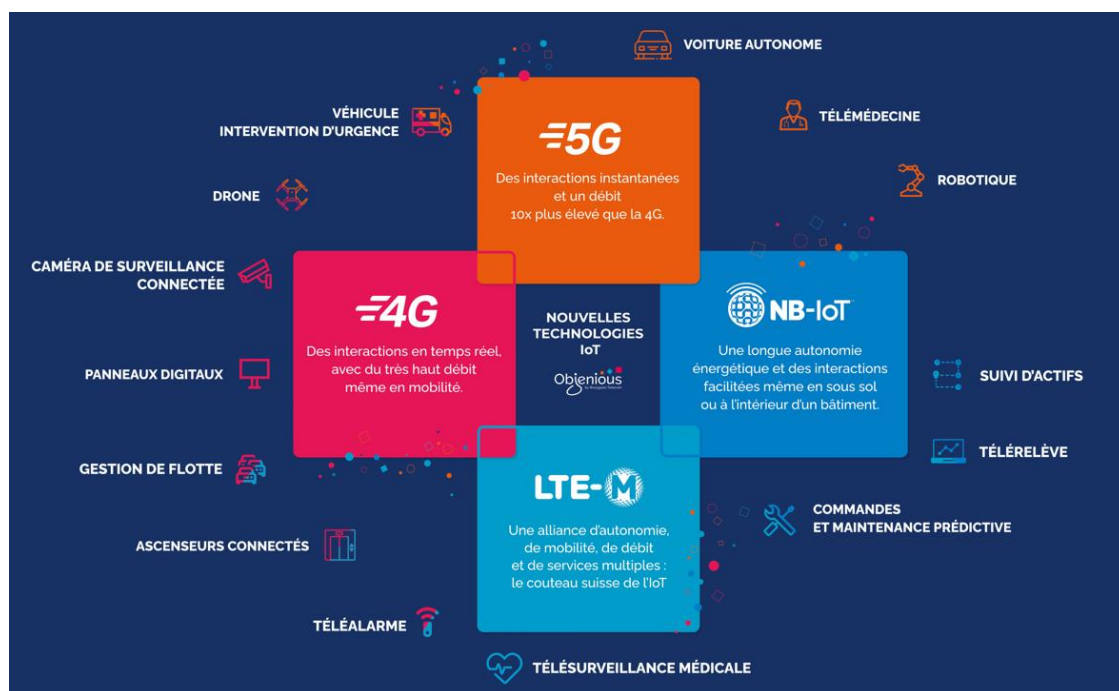 VOITURE AUTONOME
VÉHICULE
INTERVENTION D'URGENCE
TÉLÉMÉDECINE
5G
Des interactions instantanées
et un débit
10x plus élevé que la 4G.
DRONE
ROBOTIQUE
CAMÉRA DE SURVEILLANCE
CONNECTÉE
4G
Des interactions en temps réel,
avec du très haut débit
même en mobilité.
NOUVELLES
TECHNOLOGIES
IoT
Objenious
by Bouygues Telecom
NB-IoT
Une longue autonomie
énergétique et des interactions
facilitées même en sous sol
ou à l'intérieur d'un bâtiment.
PANNEAUX DIGITAUX
SUIVI D'ACTIFS
GESTION DE FLOTTE
TÉLÉRELÈVE
LTE-M
Une alliance d'autonomie,
de mobilité, de débit
et de services multiples :
le couteau suisse de l'IoT
COMMANDES
ET MAINTENANCE PRÉDICTIVE
ASCENSEURS CONNECTÉS
TÉLÉALARME
TÉLÉSURVEILLANCE MÉDICALE